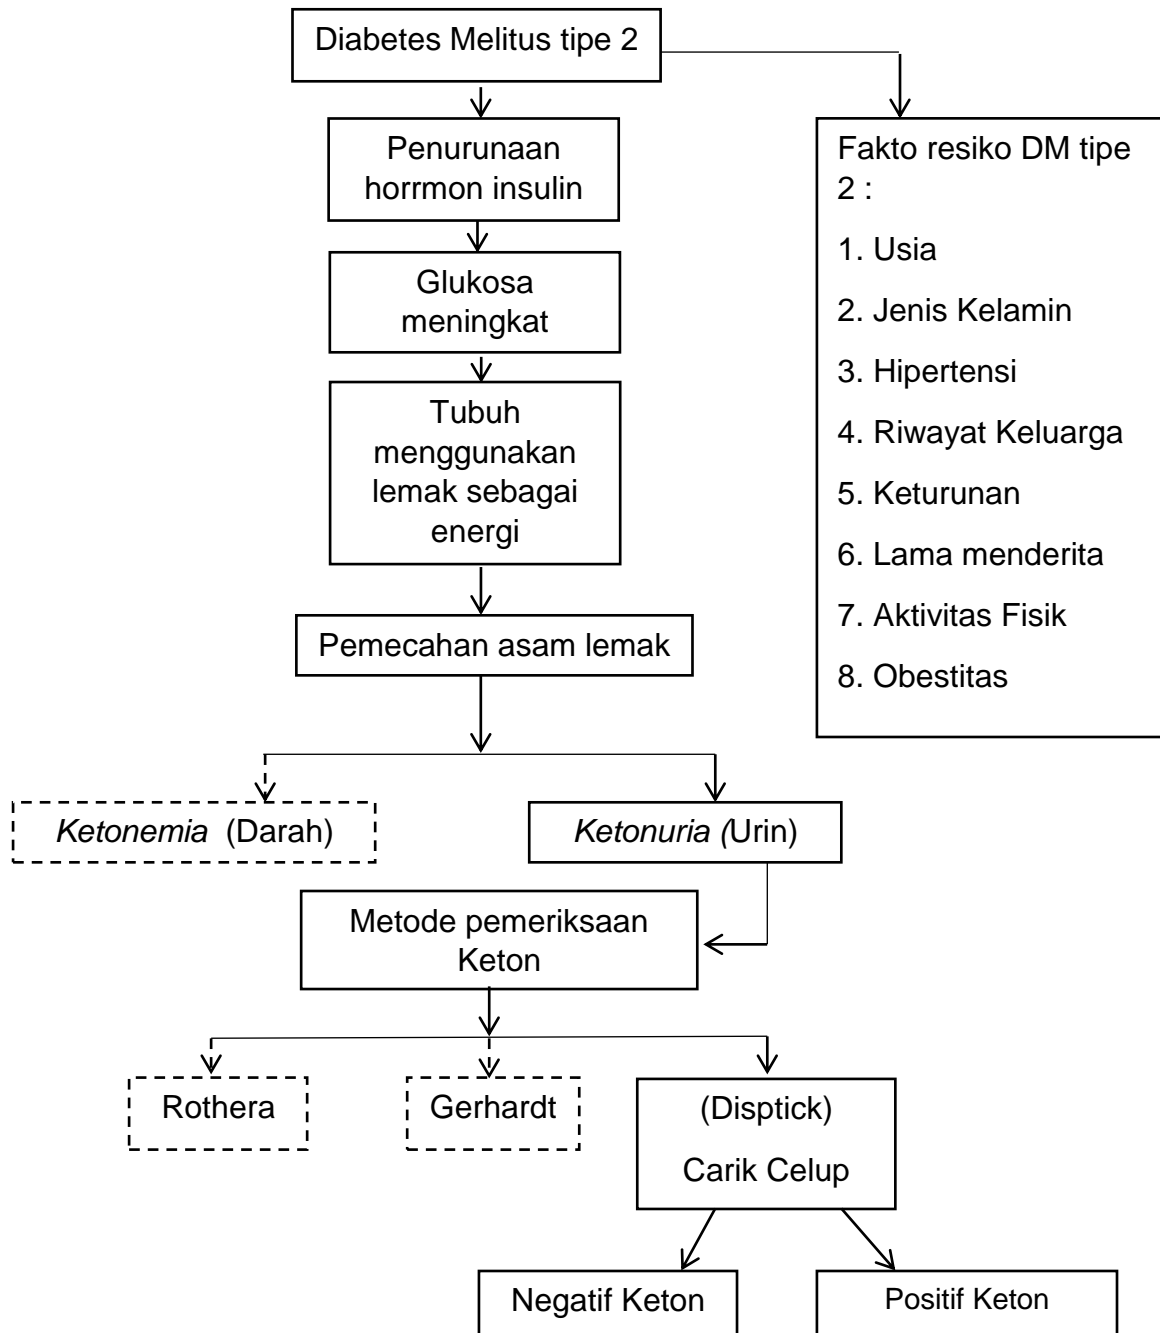 Diabetes Melitus tipe 2
Penurunaan
horrmon insulin
Glukosa
meningkat
Tubuh
menggunakan
lemak sebagai
energi
Pemecahan asam lemak
Fakto resiko DM tipe
2 :
1. Usia
2. Jenis Kelamin
3. Hipertensi
4. Riwayat Keluarga
5. Keturunan
6. Lama menderita
7. Aktivitas Fisik
8. Obestitas
Ketonemia (Darah)
Ketonuria (Urin)
Metode pemeriksaan
Keton
Rothera
Gerhardt
(Disptick)
Carik Celup
Negatif Keton
Positif Keton